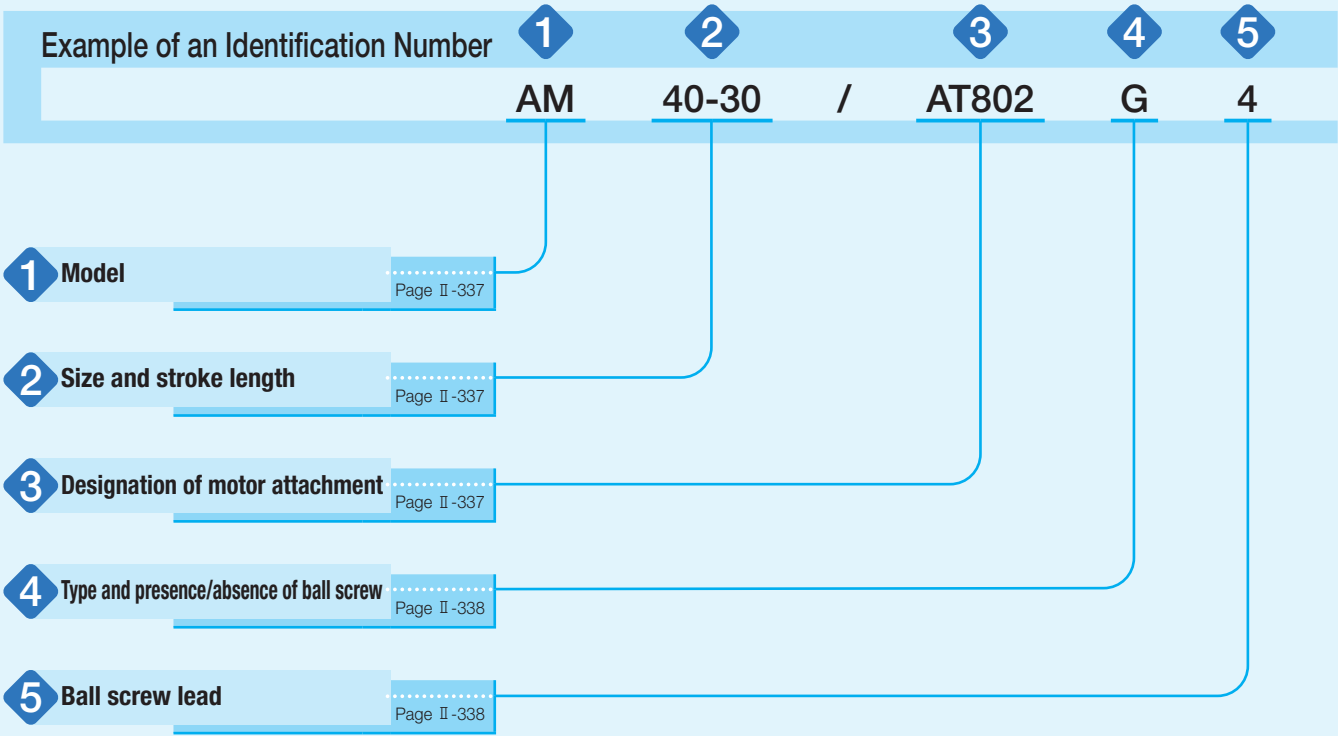 Example of an Identification Number 1 2 3 4 5
AM 40-30 / AT802 G 4
1 Model
Page Ⅱ-337
2 Size and stroke length
Page Ⅱ-337
3 Designation of motor attachment
Page Ⅱ-337
4 Type and presence/absence of ball screw
Page Ⅱ-338
5 Ball screw lead
Page Ⅱ-338